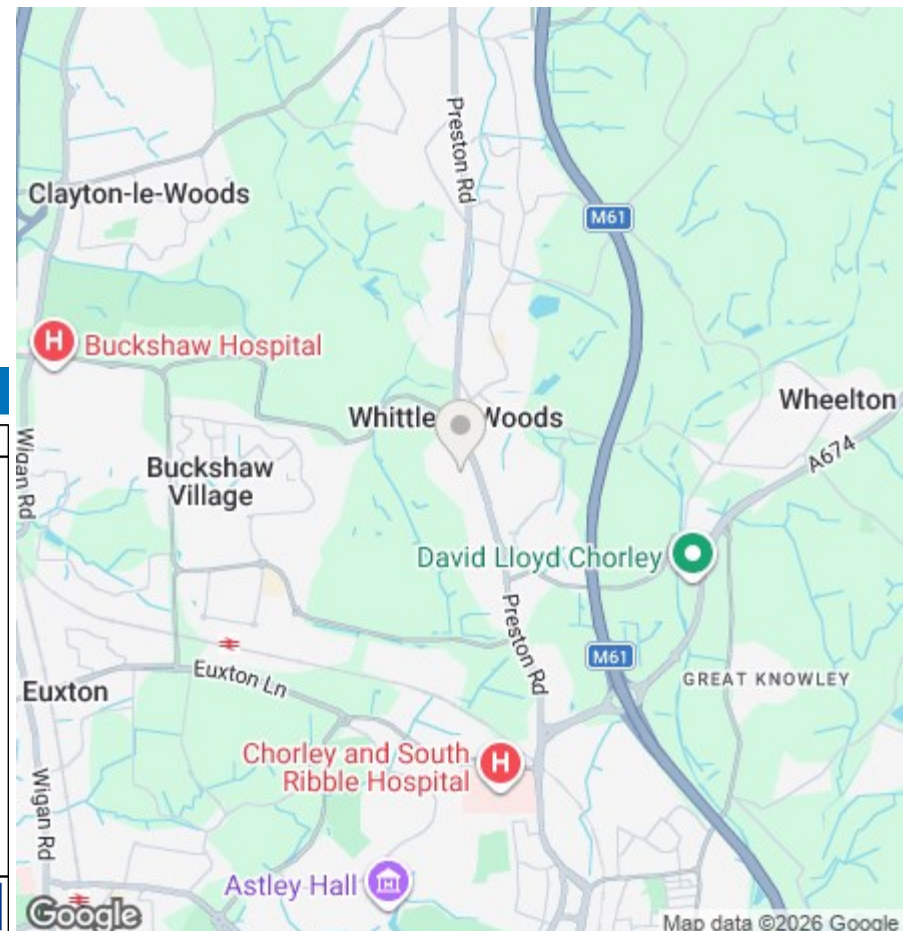 Preston Rd
Clayton-le-Woods
M61
H
Buckshaw Hospital
Whittle
Woods
Wheelton
A674
Wigan Rd
Buckshaw
Village
David Lloyd Chorley
Preston Rd
M61
Euxton Ln
Euxton
GREAT KNOWLEY
Chorley and South
Ribble Hospital
H
Wigan Rd
Astley Hall
Google
Map data ©2026 Google